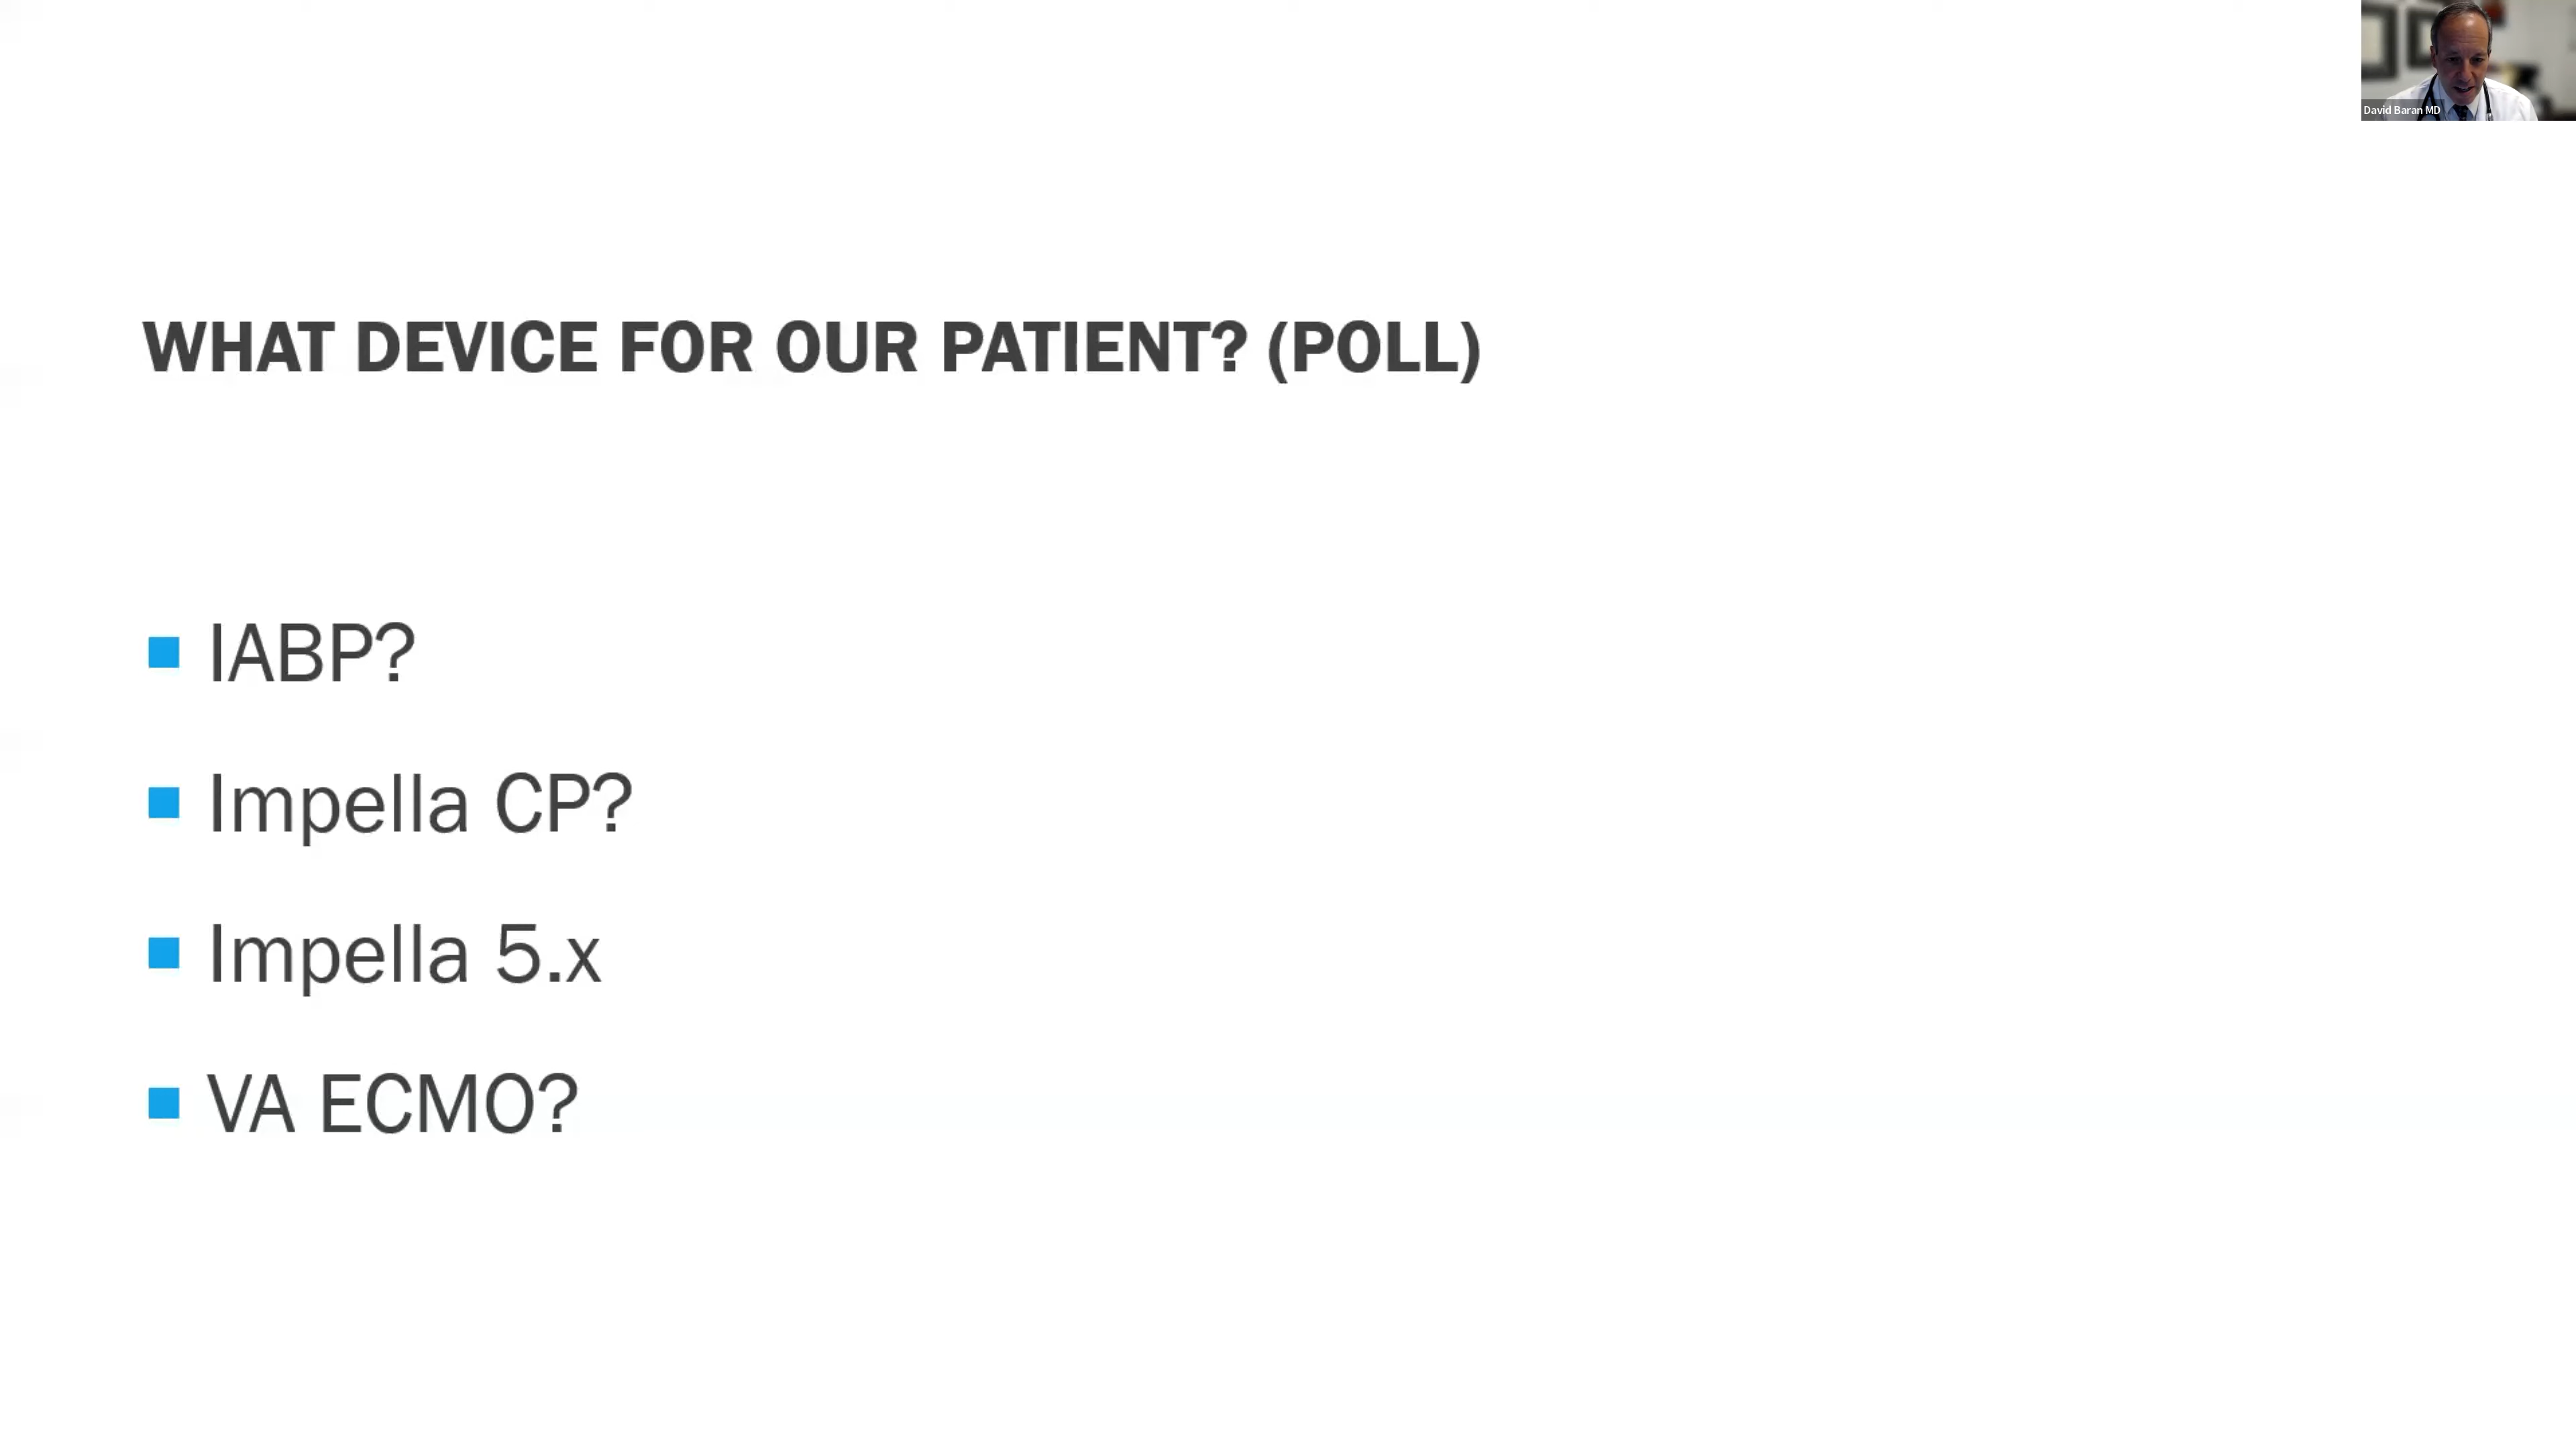 David Baran MD
WHAT DEVICE FOR OUR PATIENT? (POLL)
IABP?
Impella CP?
Impella 5.x
VA ECMO?